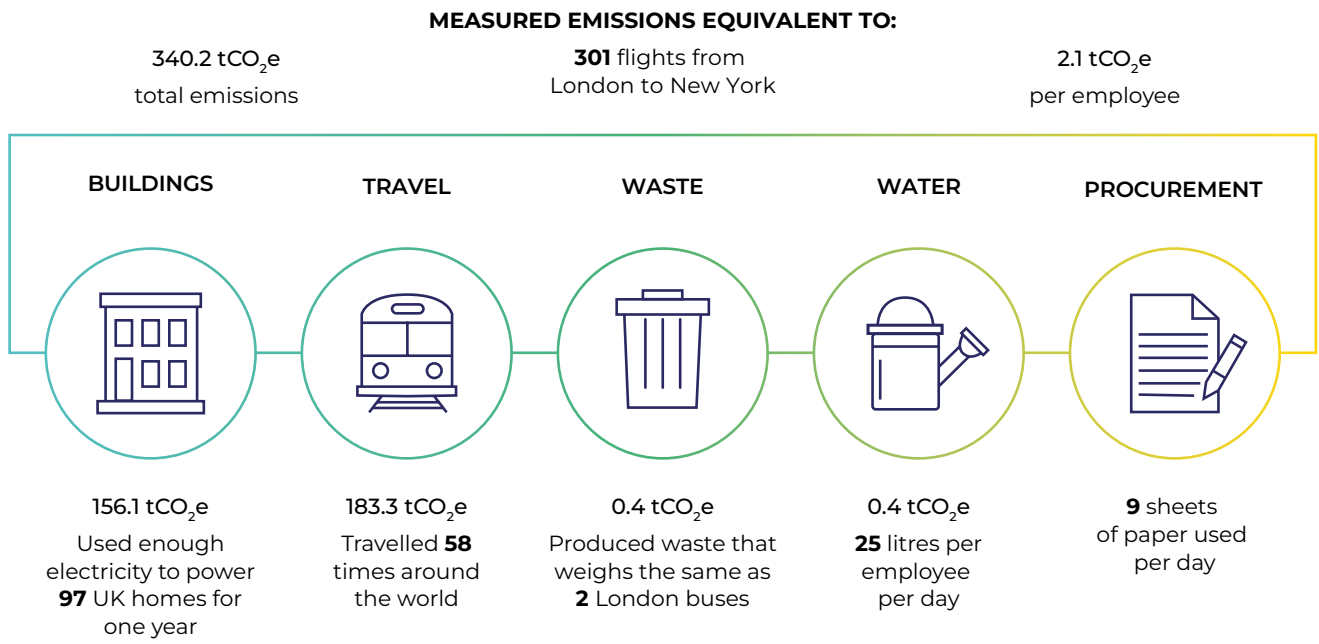 MEASURED EMISSIONS EQUIVALENT TO:
340.2 tCO₂e
total emissions
301 flights from
London to New York
2.1 tCO₂e
per employee
BUILDINGS
TRAVEL
WASTE
WATER
PROCUREMENT
156.1 tCO₂e
Used enough
electricity to power
97 UK homes for
one year
183.3 tCO₂e
Travelled 58
times around
the world
0.4 tCO₂e
Produced waste that
weighs the same as
2 London buses
0.4 tCO₂e
25 litres per
employee
per day
9 sheets
of paper used
per day